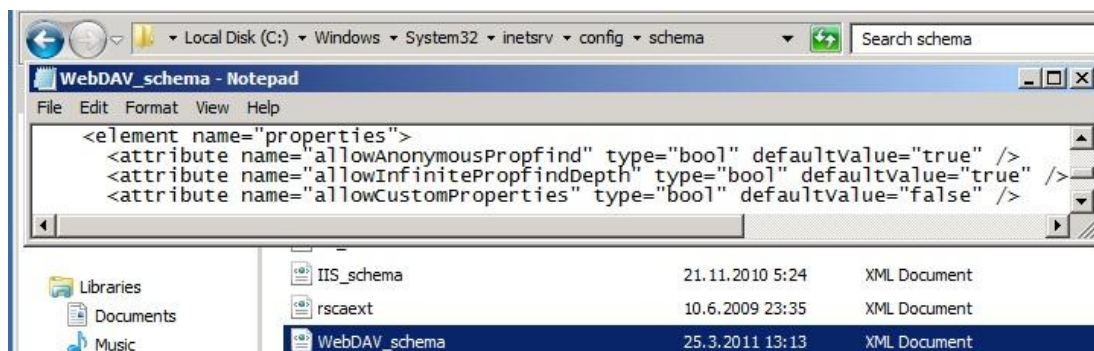 Local Disk (C:) Windows System32 inetsrv config schema Search schema
WebDAV_schema - Notepad
File Edit Format View Help
<element name="properties">
<attribute name="allowAnonymousPropfind" type="bool" defaultValue="true" />
<attribute name="allowInfinitePropfindDepth" type="bool" defaultValue="true" />
<attribute name="allowCustomProperties" type="bool" defaultValue="false" />
Libraries
IIS_schema 21.11.2010 5:24 XML Document
Documents
rscaext 10.6.2009 23:35 XML Document
Music
WebDAV_schema 25.3.2011 13:13 XML Document